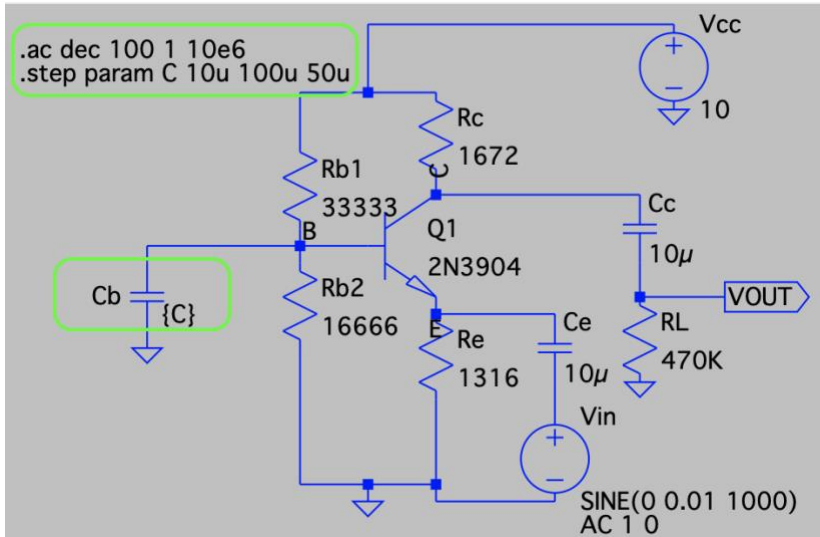 .ac dec 100 1 10e6
.step param C 10u 100u 50u
Vcc
10
Rc
1672
C
Rb1
33333
B
Q1
2N3904
Cc
10µ
Cb
{C}
Rb2
16666
E
Re
1316
Ce
10µ
VOUT
RL
470K
Vin
SINE(0 0.01 1000)
AC 1 0